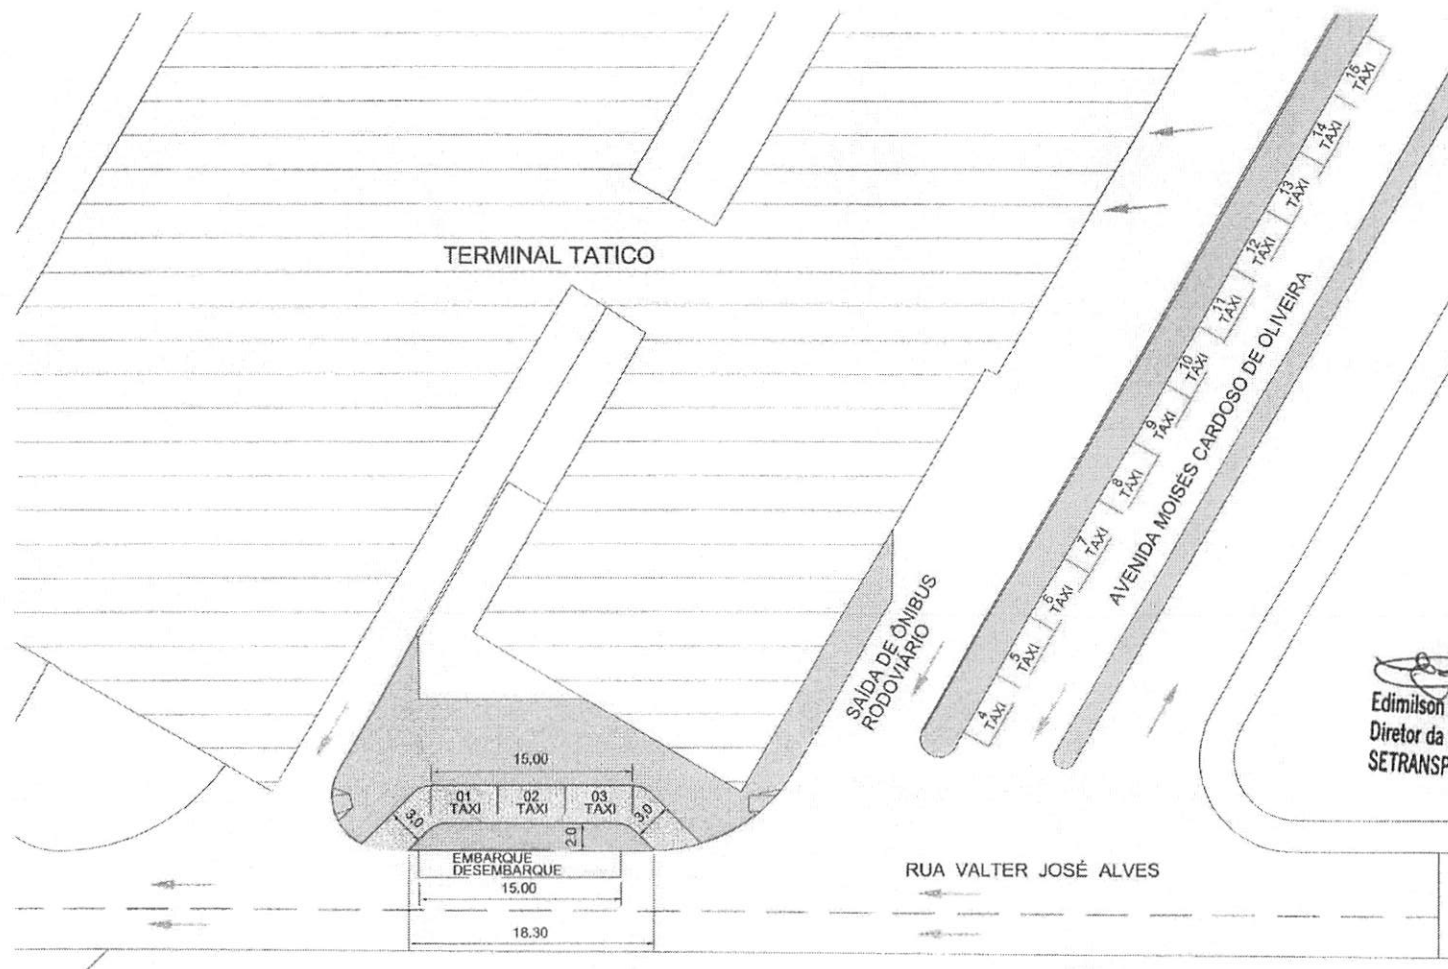 TERMINAL TATICO
15
TAXI
14
TAXI
13
TAXI
12
TAXI
11
TAXI
10
TAXI
9
TAXI
8
TAXI
7
TAXI
6
TAXI
5
TAXI
4
TAXI
AVENIDA MOISÉS CARDOSO DE OLIVEIRA
SAÍDA DE ÔNIBUS
RODOVIÁRIO
Edimilson
Diretor da
SETRANSP
15.00
01
TAXI
02
TAXI
03
TAXI
3.0
3.0
2.0
EMBARQUE
DESEMBARQUE
15.00
18.30
RUA VALTER JOSÉ ALVES